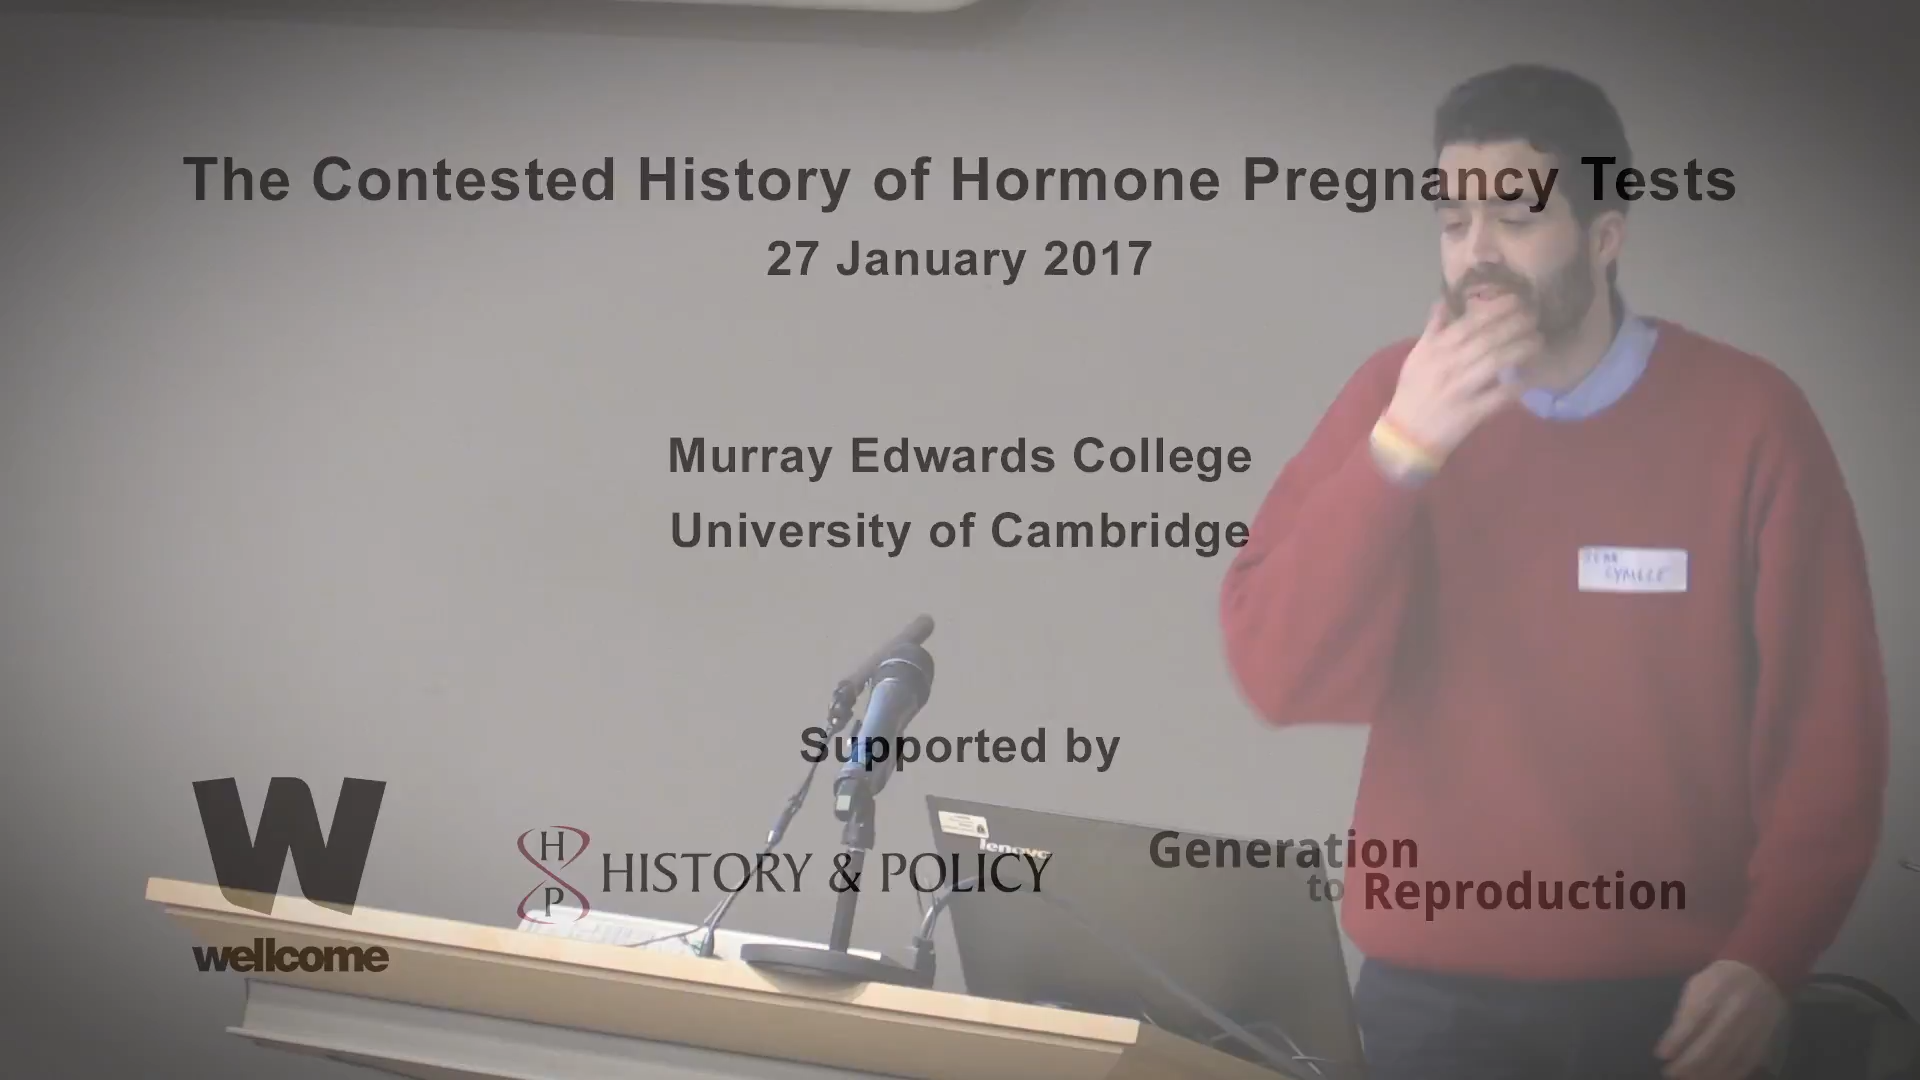 The Contested History of Hormone Pregnancy Tests
27 January 2017
Murray Edwards College
University of Cambridge
Supported by
W
wellcome
H
P
HISTORY & POLICY
lenovo
Generation
to Reproduction